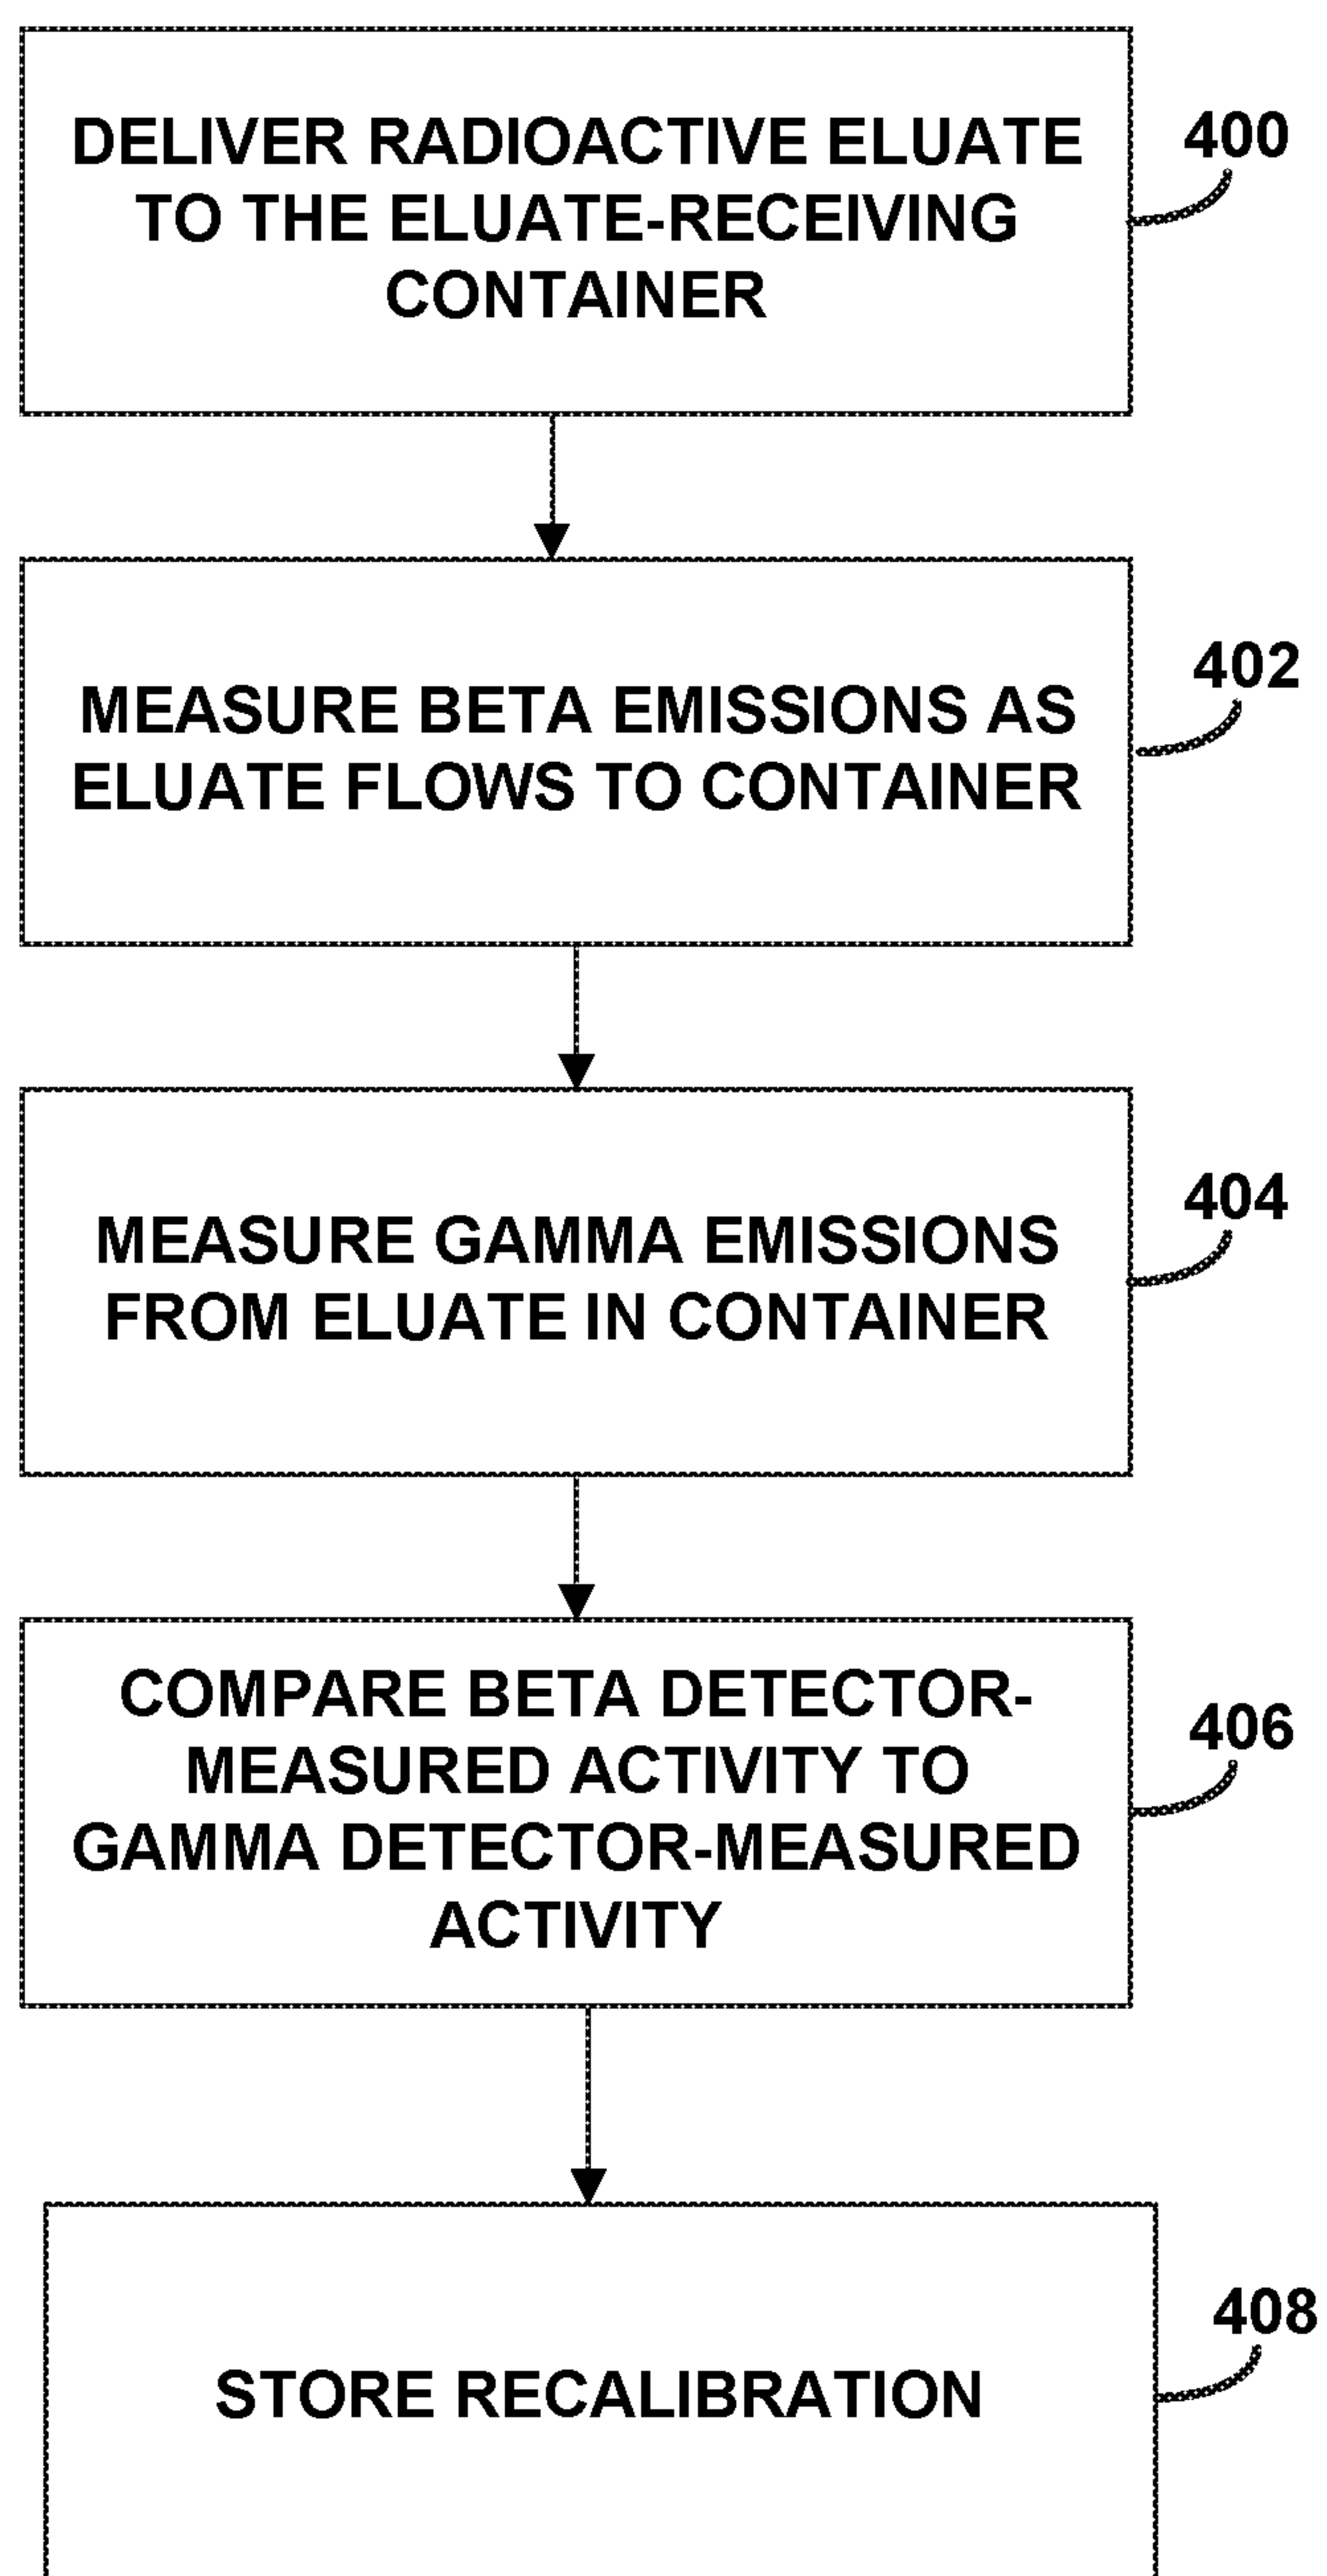 DELIVER RADIOACTIVE ELUATE
TO THE ELUATE-RECEIVING
CONTAINER
400
MEASURE BETA EMISSIONS AS
ELUATE FLOWS TO CONTAINER
402
MEASURE GAMMA EMISSIONS
FROM ELUATE IN CONTAINER
404
COMPARE BETA DETECTOR-
MEASURED ACTIVITY TO
GAMMA DETECTOR-MEASURED
ACTIVITY
406
STORE RECALIBRATION
408